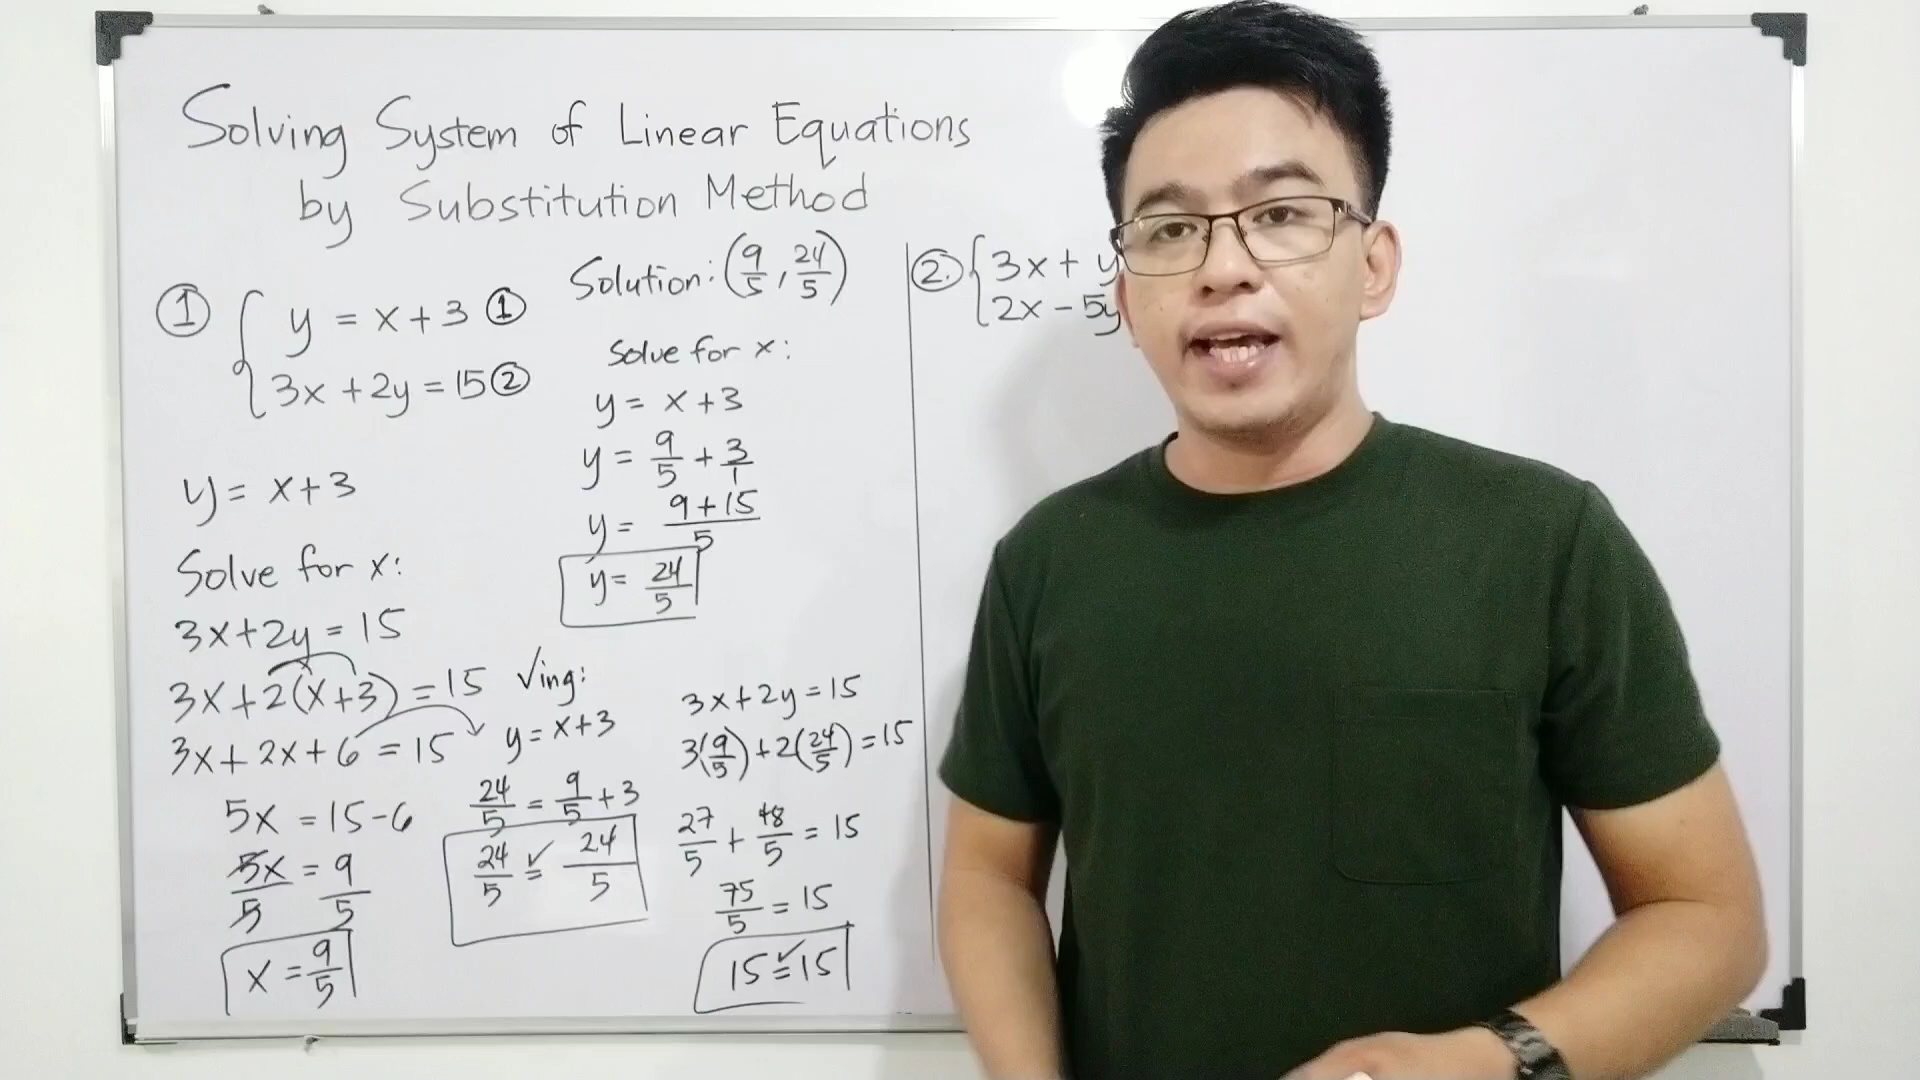 Solving System of Linear Equations
by Substitution Method
① { y = x+3 ①
3x + 2y = 15 ②
y = x+3
Solve for x:
3x+2y = 15
3x+2(x+3) = 15
3x+2x+6 = 15
5x = 15-6
5x/5 = 9/5
x = 9/5
Solution: (9/5, 24/5)
Solve for x:
y = x+3
y = 9/5 + 3/1
y = (9+15)/5
y = 24/5
√ing:
y = x+3
24/5 = 9/5 + 3
24/5 = 24/5 ✓
3x+2y = 15
3(9/5) + 2(24/5) = 15
27/5 + 48/5 = 15
75/5 = 15
15 = 15 ✓
②. { 3x + y
2x - 5y